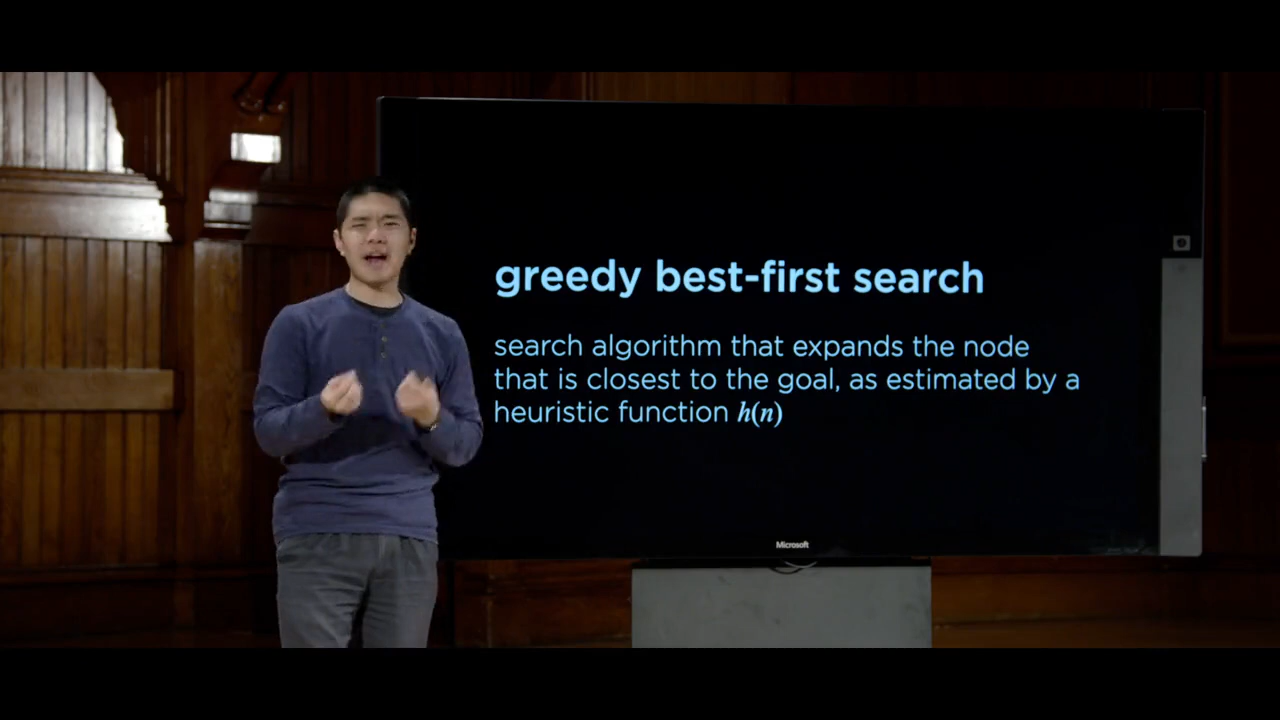 greedy best-first search
search algorithm that expands the node
that is closest to the goal, as estimated by a
heuristic function h(n)
Microsoft